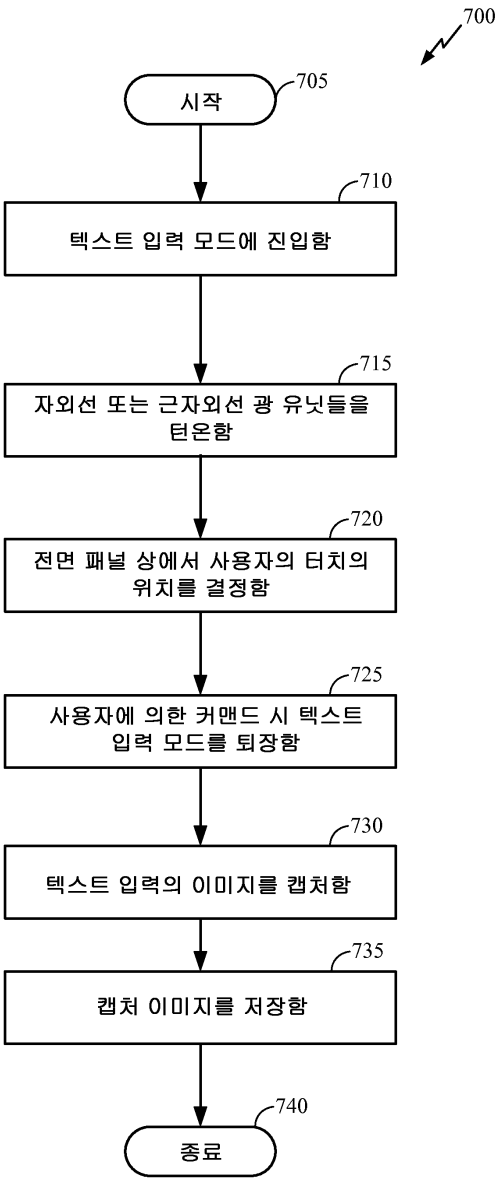 700
705
시작
710
텍스트 입력 모드에 진입함
715
자외선 또는 근자외선 광 유닛들을
턴온함
720
전면 패널 상에서 사용자의 터치의
위치를 결정함
725
사용자에 의한 커맨드 시 텍스트
입력 모드를 퇴장함
730
텍스트 입력의 이미지를 캡처함
735
캡처 이미지를 저장함
740
종료